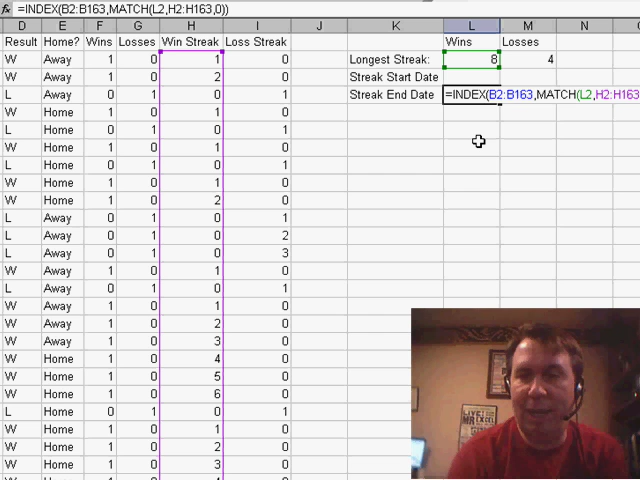 =INDEX(B2:B163,MATCH(L2,H2:H163,0))
D E F G H I J K L M N
Result Home? Wins Losses Win Streak Loss Streak Wins Losses
W Away 1 0 1 0 Longest Streak: 8 4
W Away 1 0 2 0 Streak Start Date
L Away 0 1 0 1 Streak End Date =INDEX(B2:B163,MATCH(L2,H2:H163
W Home 1 0 1 0
L Home 0 1 0 1
W Home 1 0 1 0
L Home 0 1 0 1
W Home 1 0 1 0
W Home 1 0 2 0
L Away 0 1 0 1
L Away 0 1 0 2
L Away 0 1 0 3
W Away 1 0 1 0
L Away 0 1 0 1
W Away 1 0 1 0
W Away 1 0 2 0
W Away 1 0 3 0
W Home 1 0 4 0
W Home 1 0 5 0
W Home 1 0 6 0
L Home 0 1 0 1
W Home 1 0 1 0
W Home 1 0 2 0
W Home 1 0 3 0
LIVE!
MR EXCEL